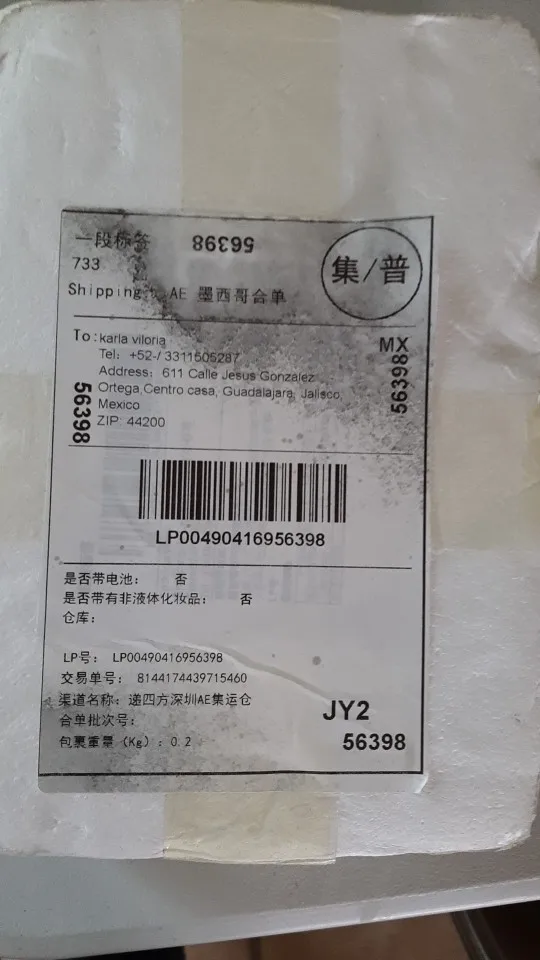 一段标签 56398
733
集/普
Shipping: AE 墨西哥合单
To: karla viloria
Tel: +52-/ 3311505287
Address: 611 Calle Jesus Gonzalez
Ortega,Centro casa, Guadalajara, Jalisco,
Mexico
ZIP: 44200
MX
56398
56398
LP00490416956398
是否带电池: 否
是否带有非液体化妆品: 否
仓库:
LP号: LP00490416956398
交易单号: 8144174439715460
渠道名称: 递四方深圳AE集运仓
合单批次号:
包裹重量 (Kg) : 0.2
JY2
56398